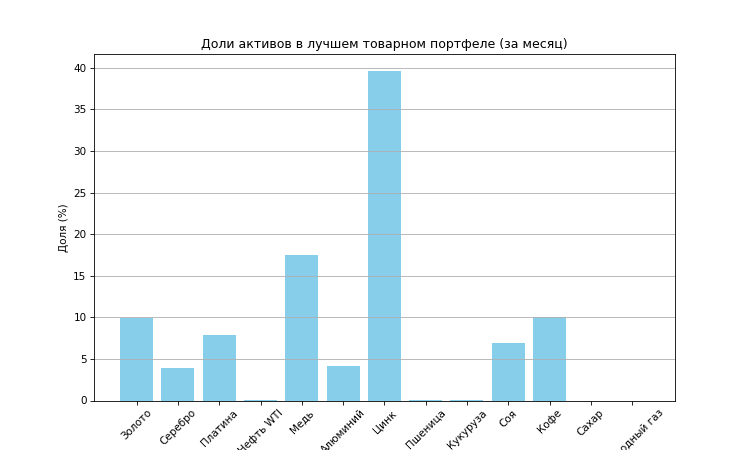 Доли активов в лучшем товарном портфеле (за месяц)
Доля (%)
40
35
30
25
20
15
10
5
0
Золото
Серебро
Платина
Нефть WTI
Медь
Алюминий
Цинк
Пшеница
Кукуруза
Соя
Кофе
Сахар
газ